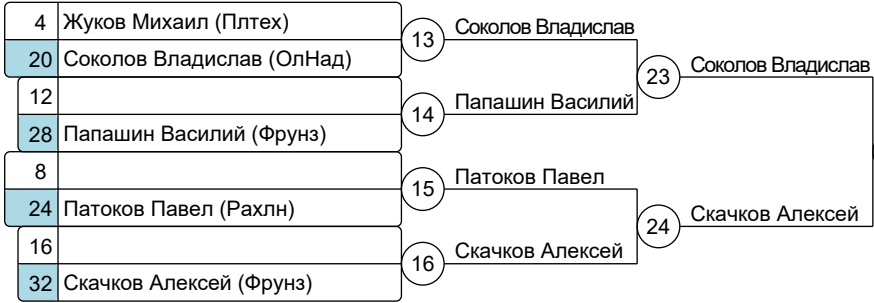 4 Жуков Михаил (Плтех)
20 Соколов Владислав (ОлНад)
13 Соколов Владислав
12
28 Папашин Василий (Фрунз)
14 Папашин Василий
23 Соколов Владислав
8
24 Патоков Павел (Рахлн)
15 Патоков Павел
16
32 Скачков Алексей (Фрунз)
16 Скачков Алексей
24 Скачков Алексей